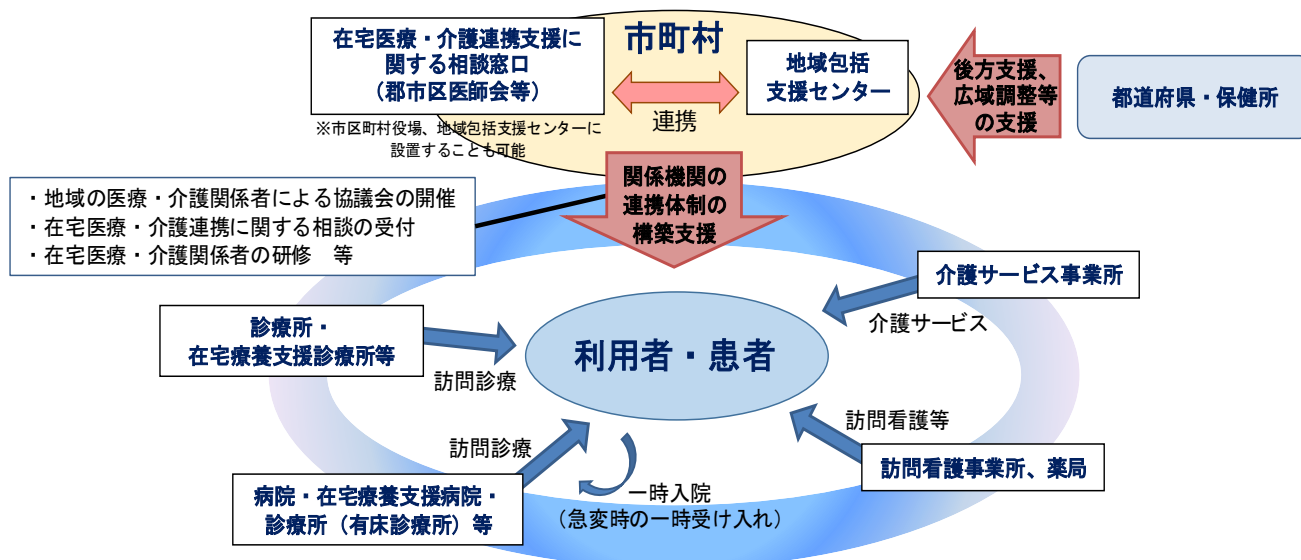 市町村
在宅医療・介護連携支援に
関する相談窓口
（郡市区医師会等）
連携
地域包括
支援センター
※市区町村役場、地域包括支援センターに
設置することも可能
後方支援、
広域調整等
の支援
都道府県・保健所
関係機関の
連携体制の
構築支援
・地域の医療・介護関係者による協議会の開催
・在宅医療・介護連携に関する相談の受付
・在宅医療・介護関係者の研修　等
介護サービス事業所
介護サービス
診療所・
在宅療養支援診療所等
訪問診療
利用者・患者
訪問診療
病院・在宅療養支援病院・
診療所（有床診療所）等
一時入院
（急変時の一時受け入れ）
訪問看護等
訪問看護事業所、薬局